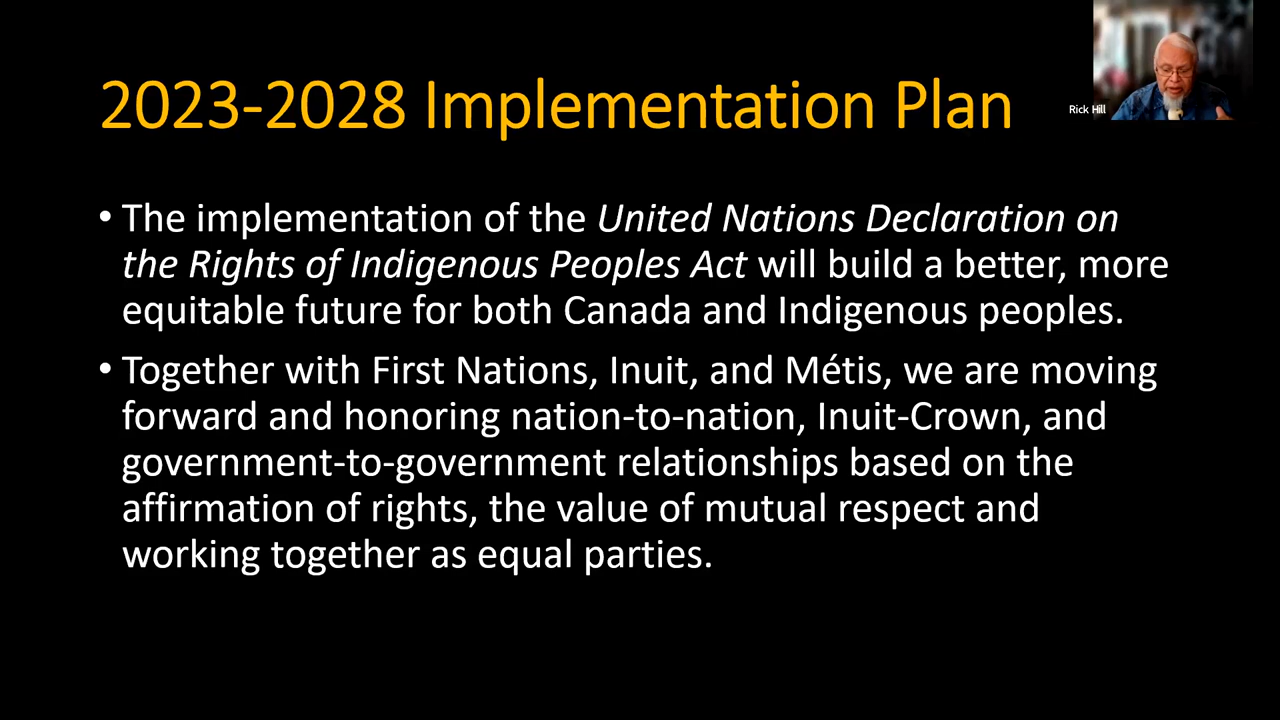 2023-2028 Implementation Plan
Rick Hill
• The implementation of the United Nations Declaration on
the Rights of Indigenous Peoples Act will build a better, more
equitable future for both Canada and Indigenous peoples.
• Together with First Nations, Inuit, and Métis, we are moving
forward and honoring nation-to-nation, Inuit-Crown, and
government-to-government relationships based on the
affirmation of rights, the value of mutual respect and
working together as equal parties.